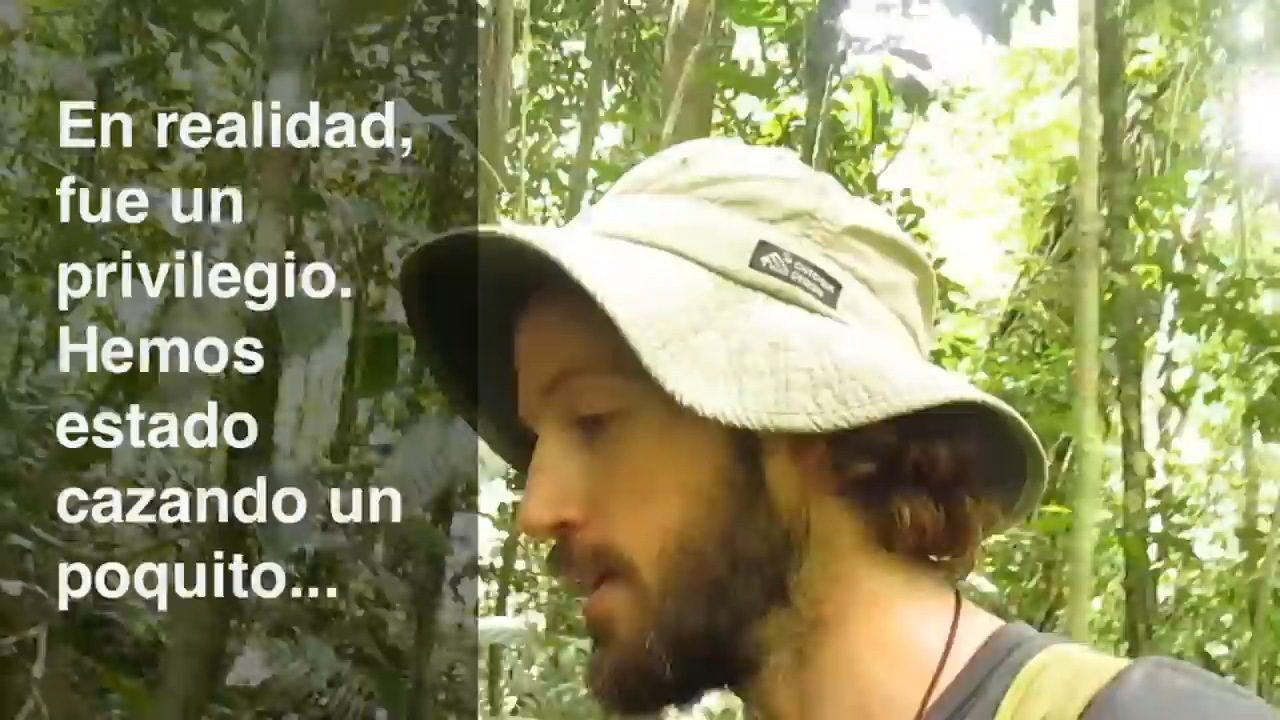 En realidad,
fue un
privilegio.
Hemos
estado
cazando un
poquito...